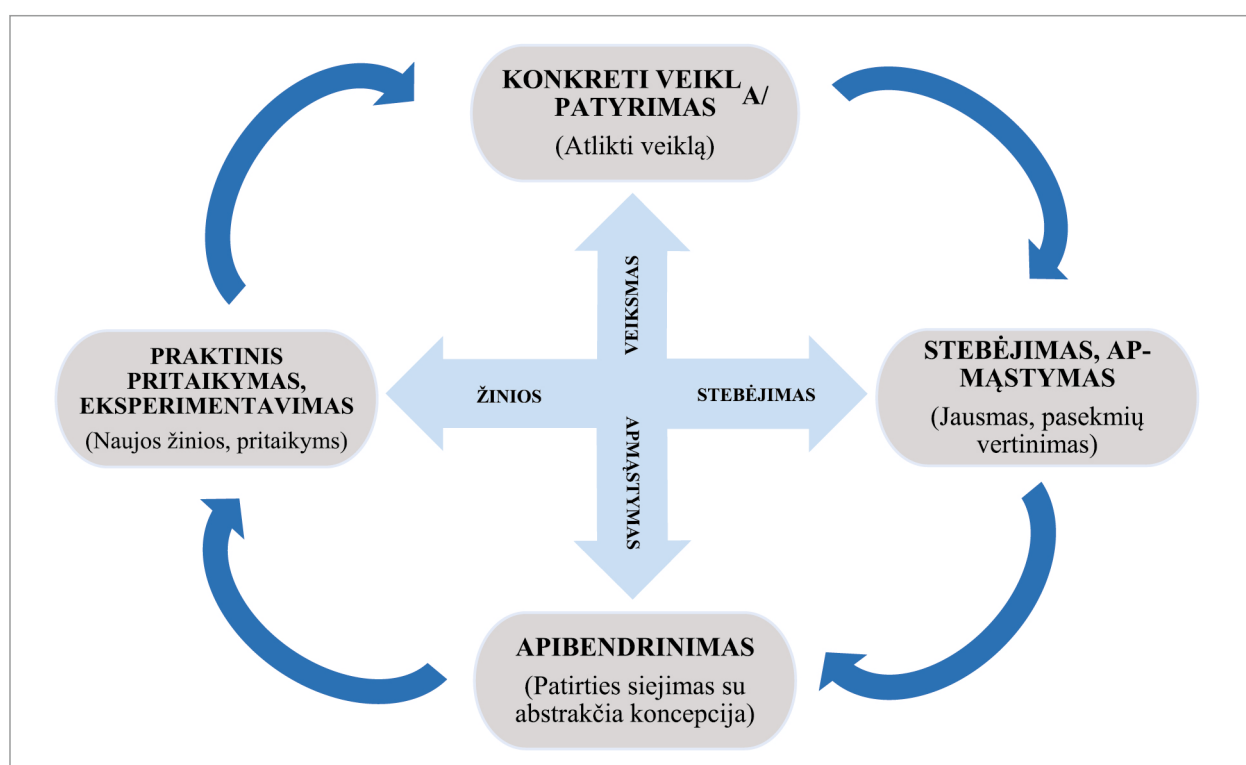 KONKRETI VEIKLA/
PATYRIMAS
(Atlikti veiklą)
VEIKSMAS
PRAKTINIS
PRITAIKYMAS,
EKSPERIMENTAVIMAS
(Naujos žinios, pritaikyms)
ŽINIOS
STEBĖJIMAS
STEBĖJIMAS, AP-
MĄSTYMAS
(Jausmas, pasekmių
vertinimas)
APMĄSTYMAS
APIBENDRINIMAS
(Patirties siejimas su
abstrakčia koncepcija)